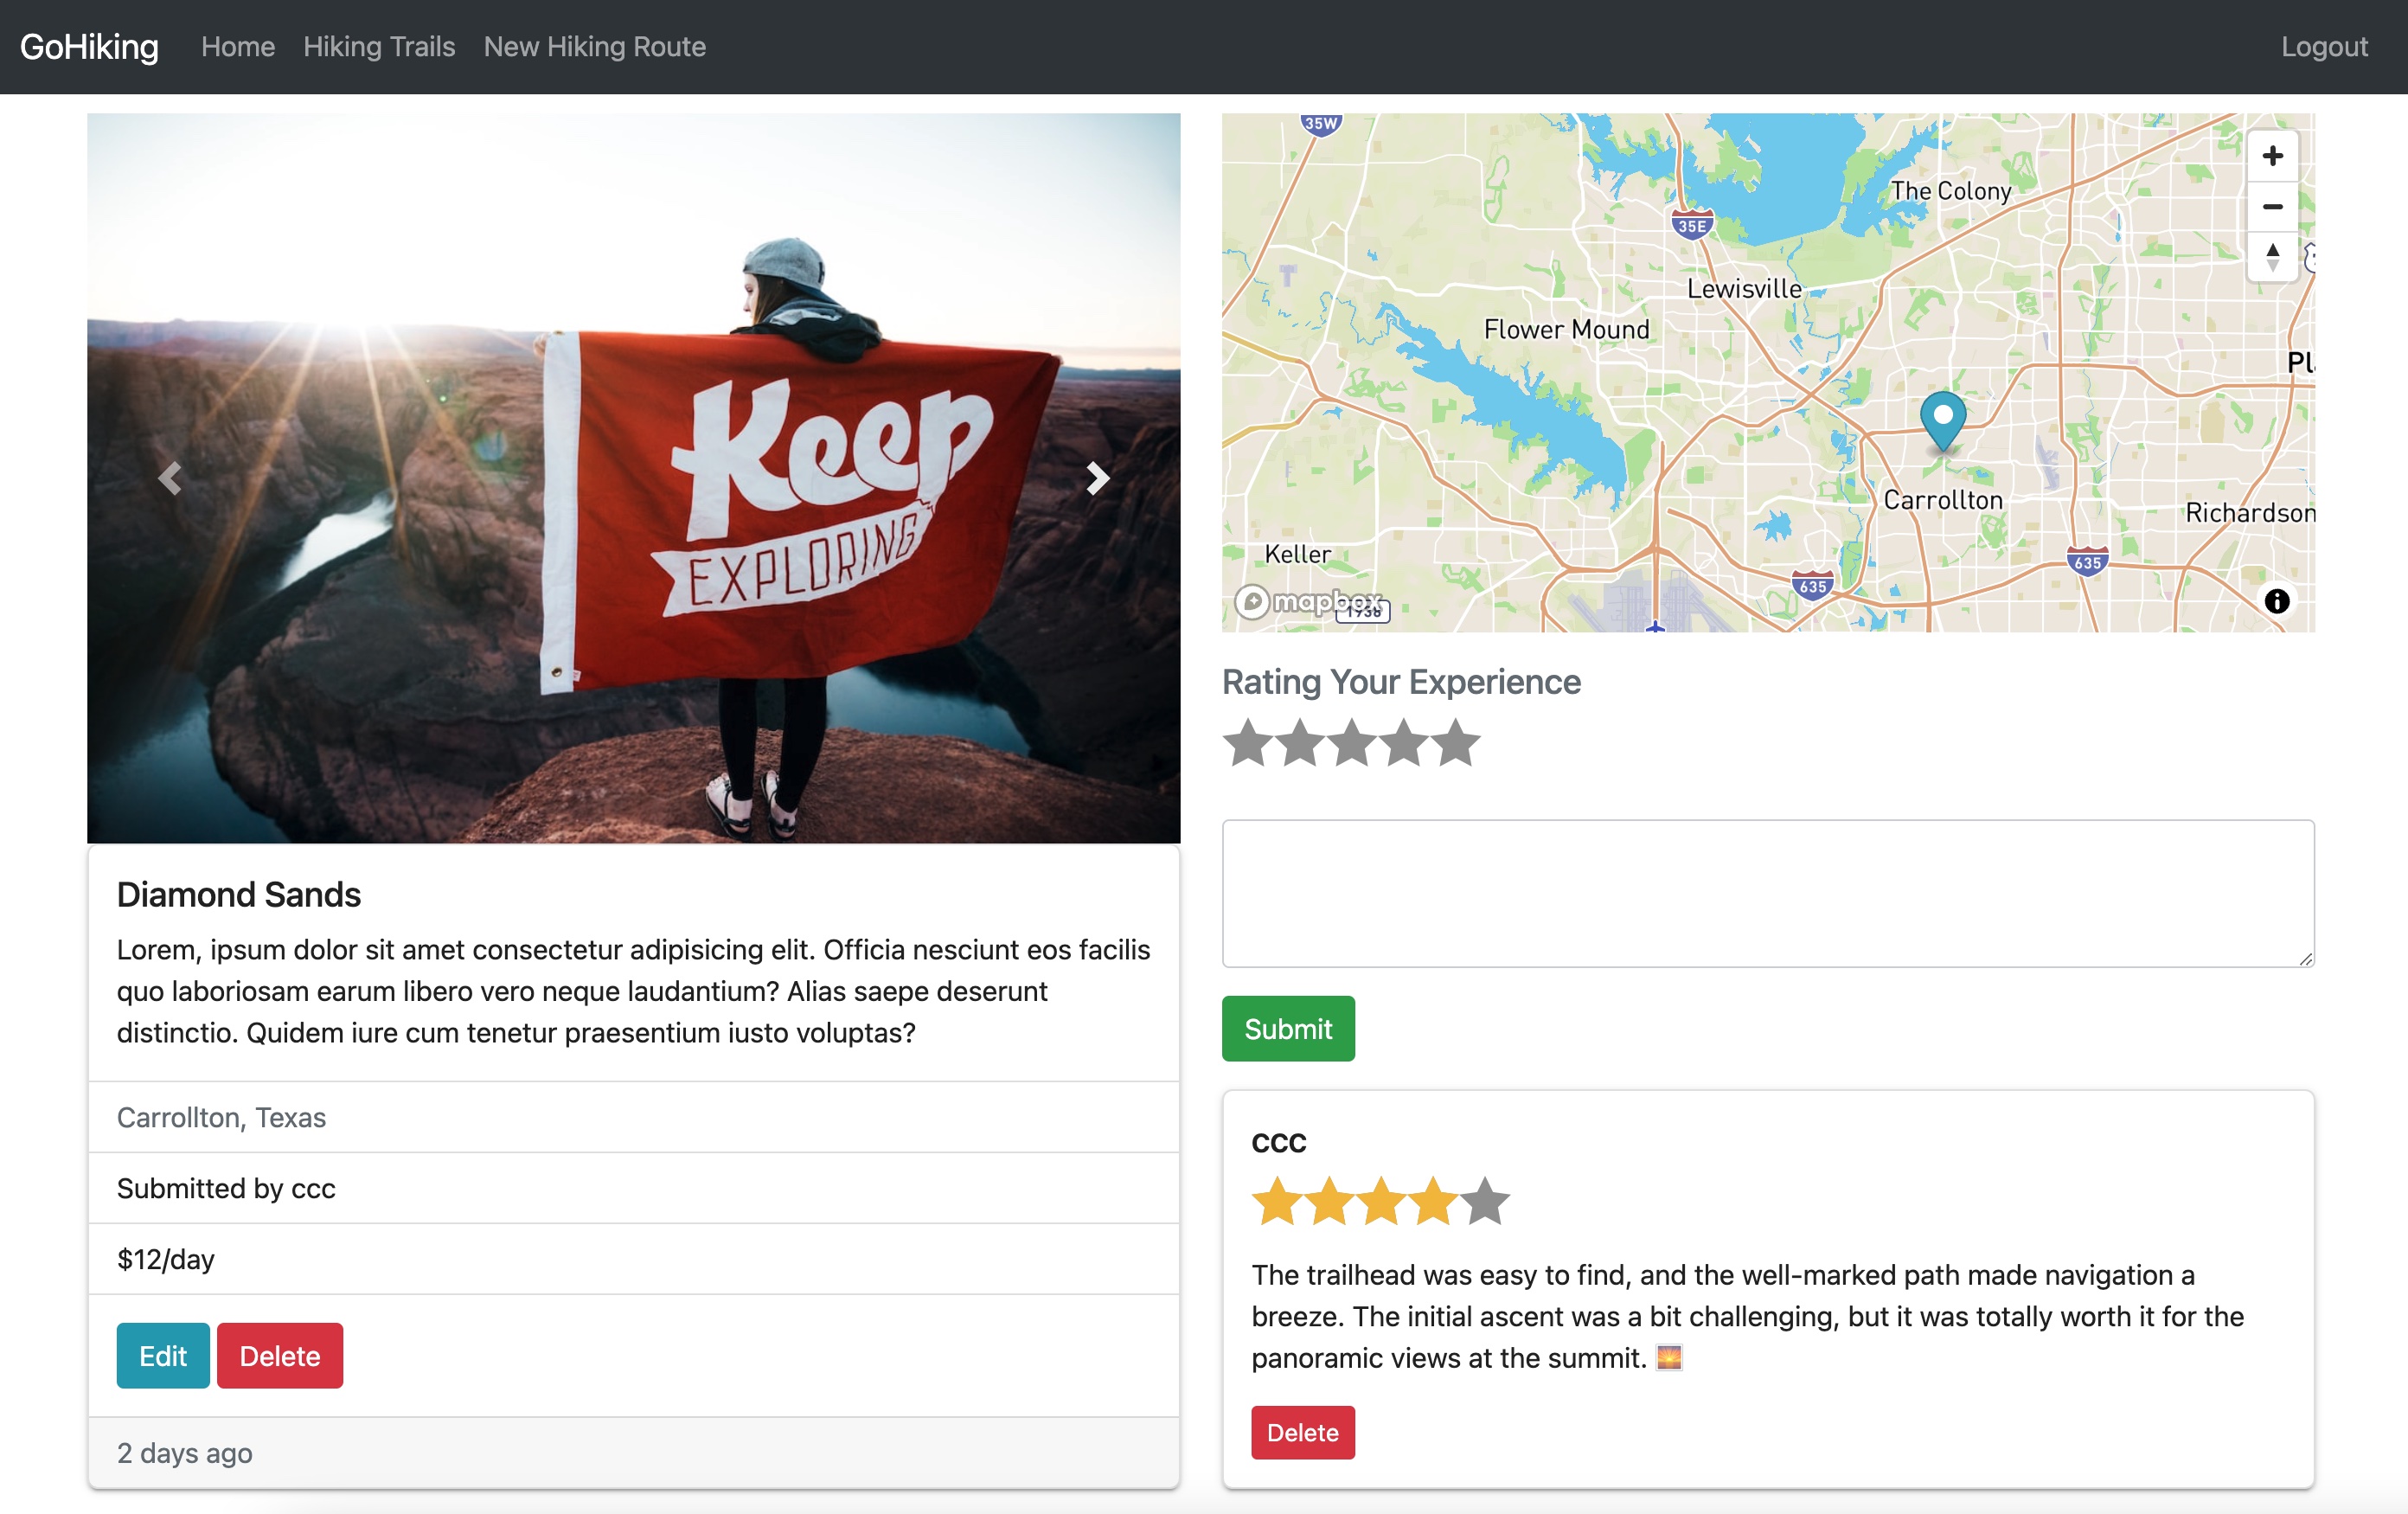 GoHiking Home Hiking Trails New Hiking Route Logout
Keep
EXPLORING
Diamond Sands
Lorem, ipsum dolor sit amet consectetur adipisicing elit. Officia nesciunt eos facilis
quo laboriosam earum libero vero neque laudantium? Alias saepe deserunt
distinctio. Quidem iure cum tenetur praesentium iusto voluptas?
Carrollton, Texas
Submitted by ccc
$12/day
Edit Delete
2 days ago
35W
The Colony
35E
Lewisville
Flower Mound
Pl
Carrollton
Richardson
Keller
635
635
mapbox
1938
Rating Your Experience
Submit
ccc
The trailhead was easy to find, and the well-marked path made navigation a
breeze. The initial ascent was a bit challenging, but it was totally worth it for the
panoramic views at the summit. 🌅
Delete